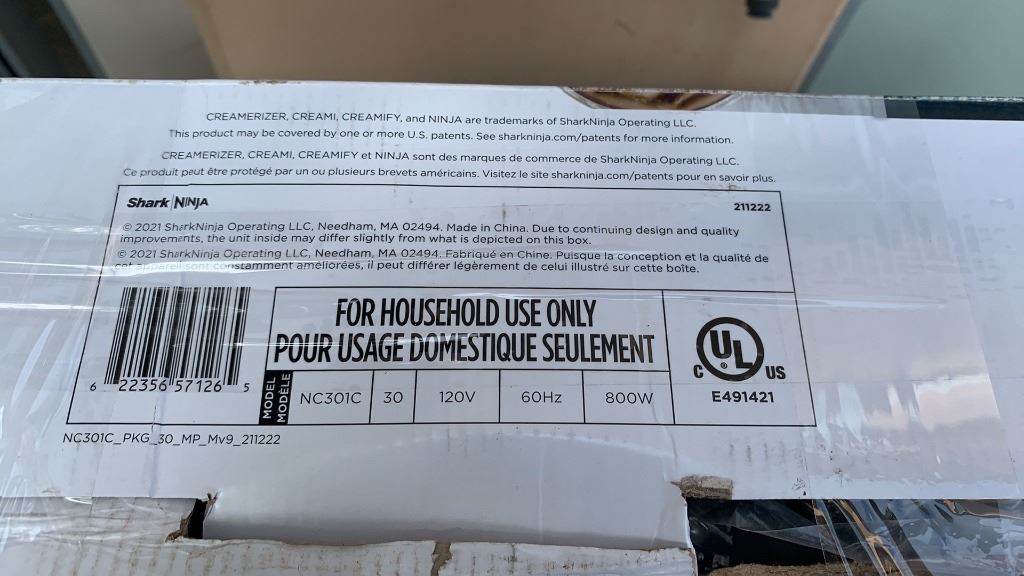 CREAMERIZER, CREAMI, CREAMIFY, and NINJA are trademarks of SharkNinja Operating LLC.
This product may be covered by one or more U.S. patents. See sharkninja.com/patents for more information.
CREAMERIZER, CREAMI, CREAMIFY et NINJA sont des marques de commerce de SharkNinja Operating LLC.
Ce produit peut être protégé par un ou plusieurs brevets américains. Visitez le site sharkninja.com/patents pour en savoir plus.
Shark NINJA 211222
© 2021 SharkNinja Operating LLC, Needham, MA 02494. Made in China. Due to continuing design and quality
improvements, the unit inside may differ slightly from what is depicted on this box.
© 2021 SharkNinja Operating LLC, Needham, MA 02494. Fabriqué en Chine. Puisque la conception et la qualité de
cet appareil sont constamment améliorées, il peut différer légèrement de celui illustré sur cette boîte.
FOR HOUSEHOLD USE ONLY
POUR USAGE DOMESTIQUE SEULEMENT
C UL ® US
6 22356 57126 5
MODEL
MODÈLE
NC301C 30 120V 60Hz 800W E491421
NC301C_PKG_30_MP_Mv9_211222